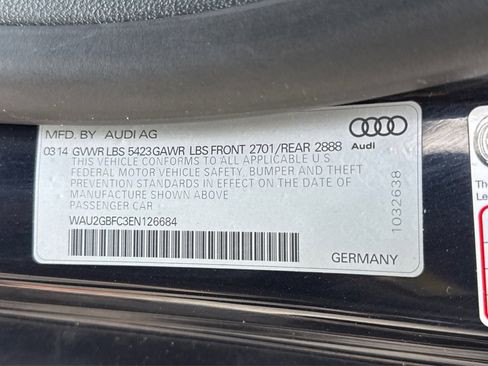 MFD. BY AUDI AG
0314 GVWR LBS 5423 GAWR LBS FRONT 2701/REAR 2888
Audi
THIS VEHICLE CONFORMS TO ALL APPLICABLE U.S.
FEDERAL MOTOR VEHICLE SAFETY, BUMPER AND THEFT
PREVENTION STANDARDS IN EFFECT ON THE DATE OF
MANUFACTURE SHOWN ABOVE
PASSENGER CAR
WAU2GBFC3EN126684
GERMANY
1032638